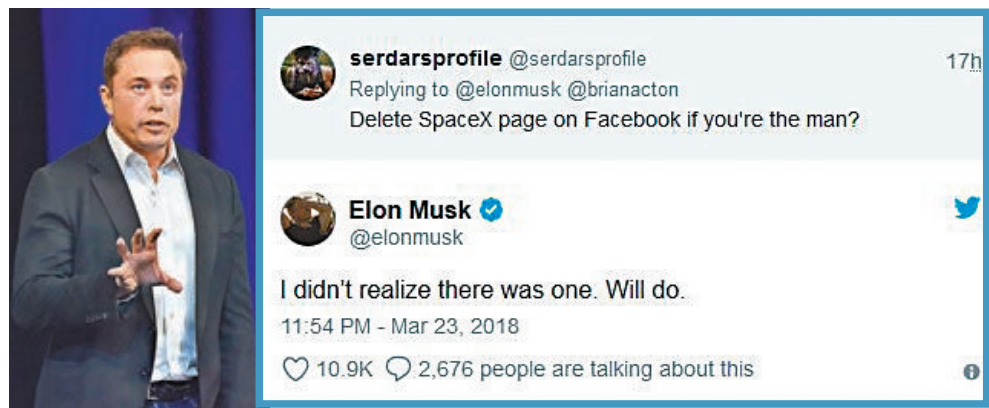 serdarsprofile @serdarsprofile 17h
Replying to @elonmusk @brianacton
Delete SpaceX page on Facebook if you're the man?
Elon Musk
@elonmusk
I didn't realize there was one. Will do.
11:54 PM - Mar 23, 2018
10.9K 2,676 people are talking about this